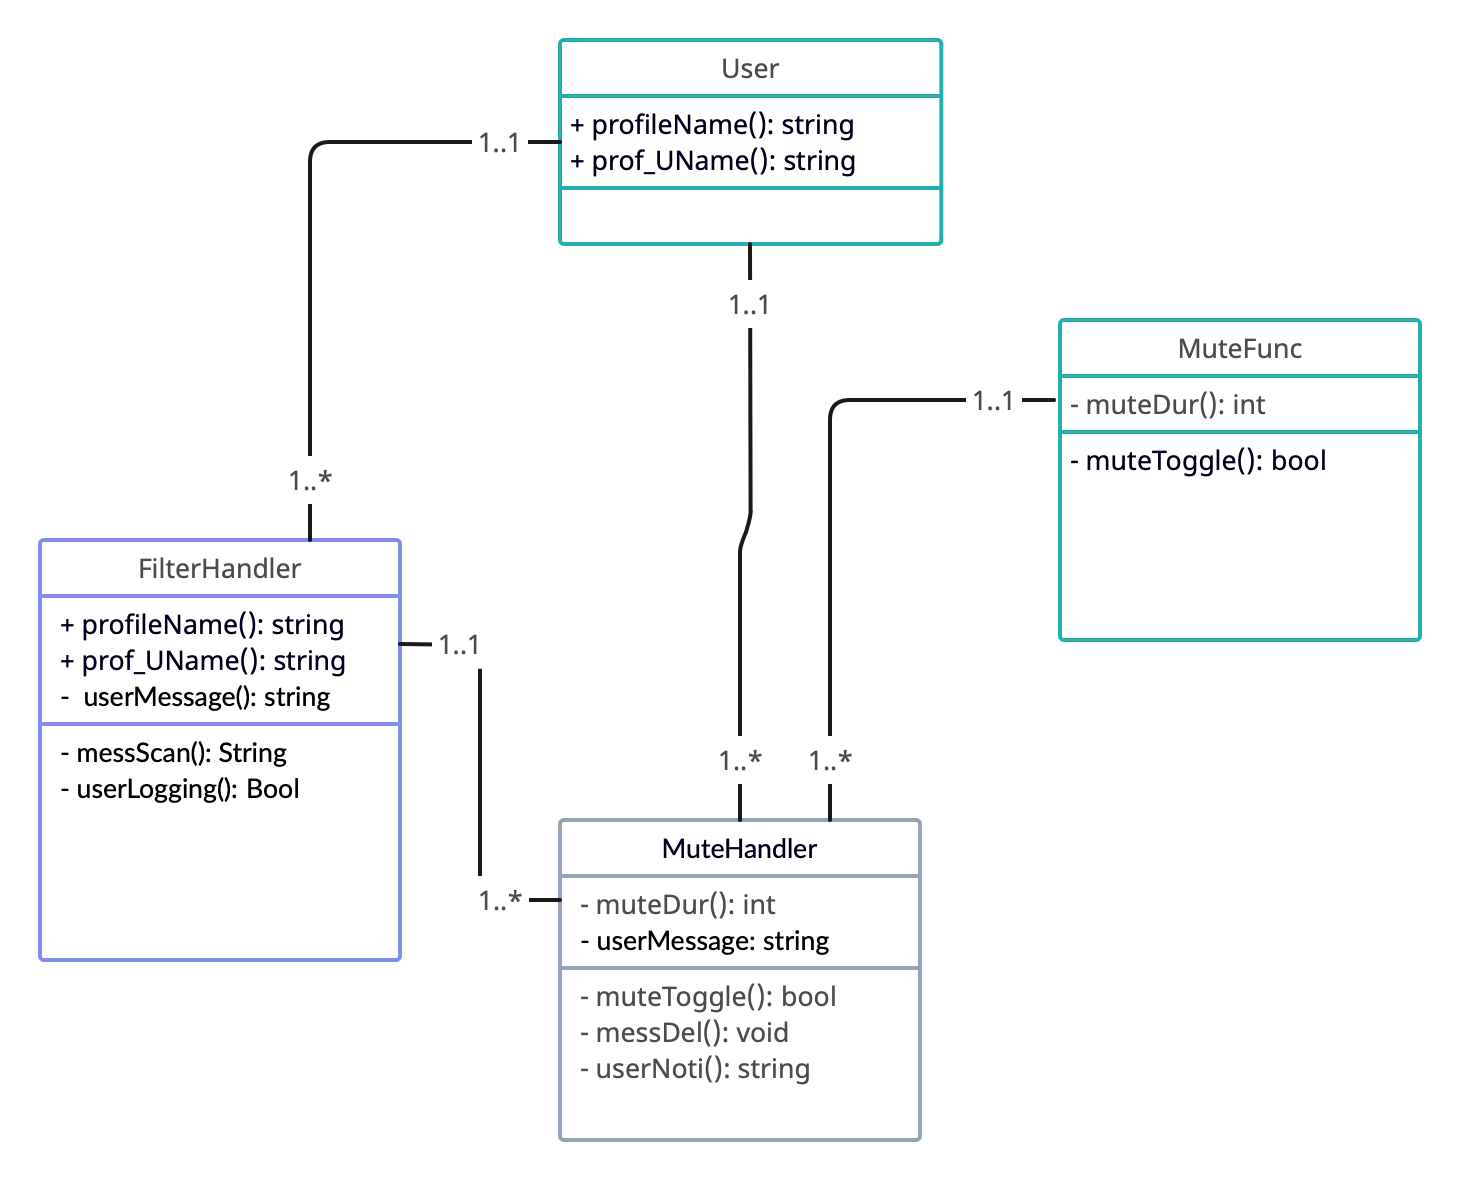 User
+ profileName(): string
+ prof_UName(): string
1..1
1..1
MuteFunc
- muteDur(): int
- muteToggle(): bool
1..1
1..*
FilterHandler
+ profileName(): string
+ prof_UName(): string
- userMessage(): string
- messScan(): String
- userLogging(): Bool
1..1
1..*
1..*
1..*
MuteHandler
- muteDur(): int
- userMessage: string
- muteToggle(): bool
- messDel(): void
- userNoti(): string